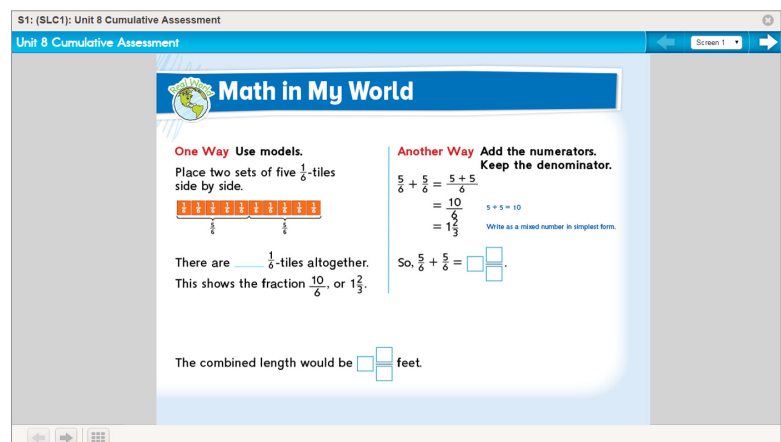 S1: (SLC1): Unit 8 Cumulative Assessment
Unit 8 Cumulative Assessment
Screen 1
Real World
Math in My World
One Way Use models.
Place two sets of five 1/6-tiles
side by side.
1/6 1/6 1/6 1/6 1/6 1/6 1/6 1/6 1/6 1/6
5/6 5/6
There are ____ 1/6-tiles altogether.
This shows the fraction 10/6, or 1 2/3.
Another Way Add the numerators.
Keep the denominator.
5/6 + 5/6 = (5 + 5)/6
= 10/6 5 + 5 = 10
= 1 2/3 Write as a mixed number in simplest form.
So, 5/6 + 5/6 = □ □/□.
The combined length would be □ □/□ feet.